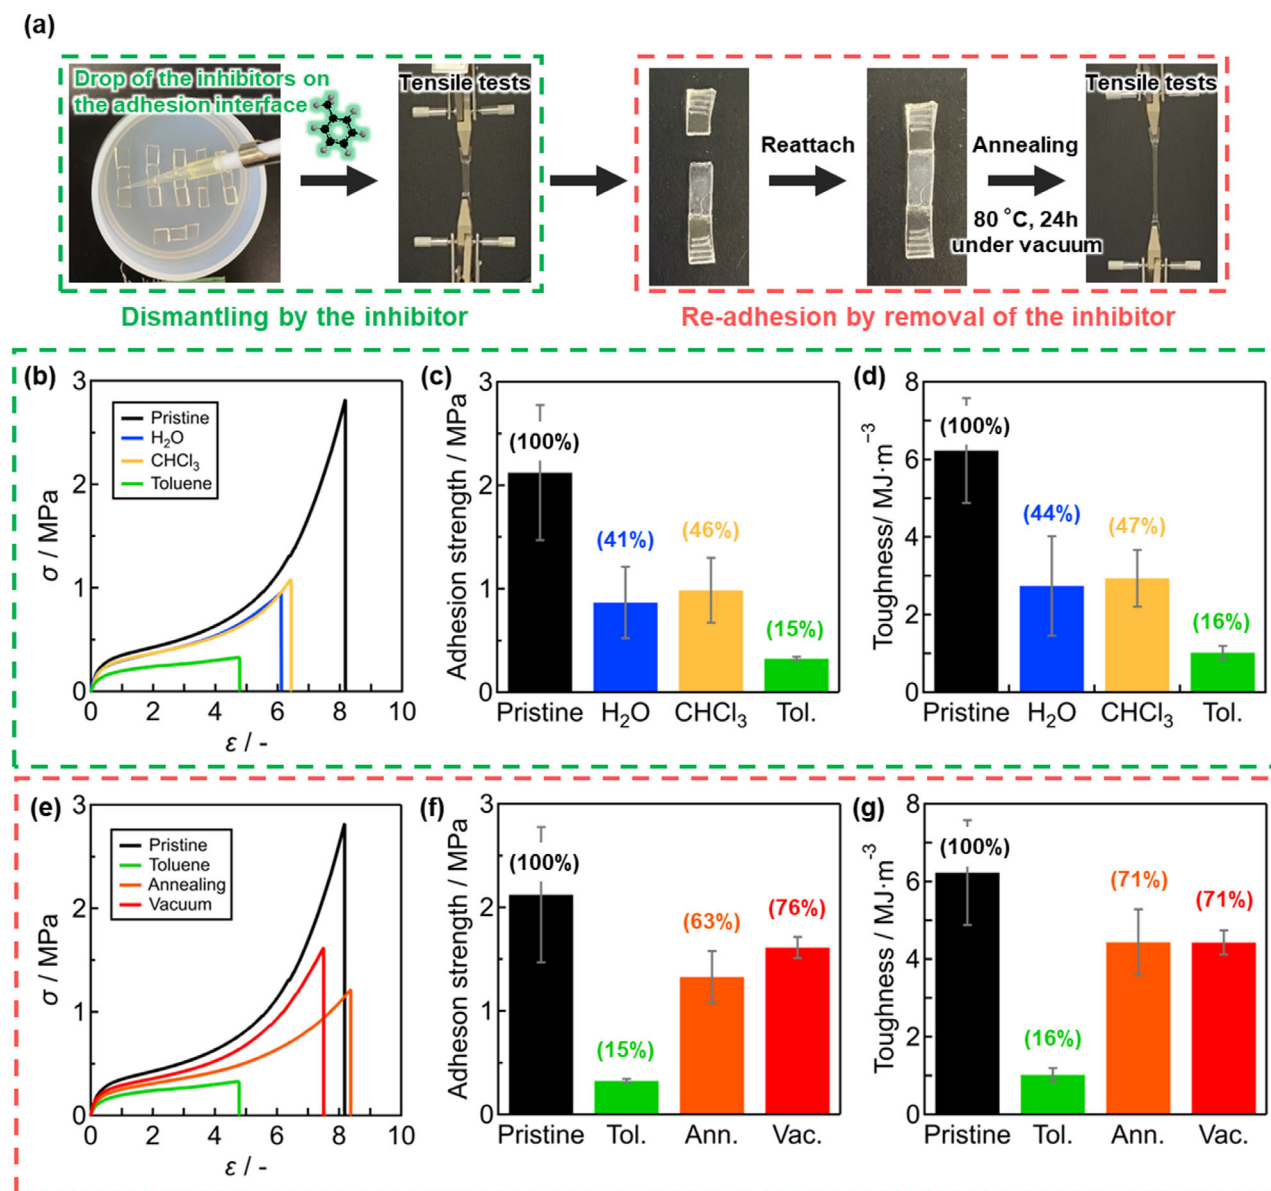 (a)
Drop of the inhibitors on
the adhesion interface
Tensile tests
Reattach
Annealing
80 ˚C, 24h
under vacuum
Tensile tests
Dismantling by the inhibitor
Re-adhesion by removal of the inhibitor
(b)
3
2
1
0
σ / MPa
Pristine
H₂O
CHCl₃
Toluene
0 2 4 6 8 10
ε / -
(c)
3
2
1
0
Adhesion strength / MPa
(100%)
(41%)
(46%)
(15%)
Pristine H₂O CHCl₃ Tol.
(d)
8
6
4
2
0
Toughness/ MJ·m⁻³
(100%)
(44%)
(47%)
(16%)
Pristine H₂O CHCl₃ Tol.
(e)
3
2
1
0
σ / MPa
Pristine
Toluene
Annealing
Vacuum
0 2 4 6 8 10
ε / -
(f)
3
2
1
0
Adheson strength / MPa
(100%)
(15%)
(63%)
(76%)
Pristine Tol. Ann. Vac.
(g)
8
6
4
2
0
Toughness / MJ·m⁻³
(100%)
(16%)
(71%)
(71%)
Pristine Tol. Ann. Vac.